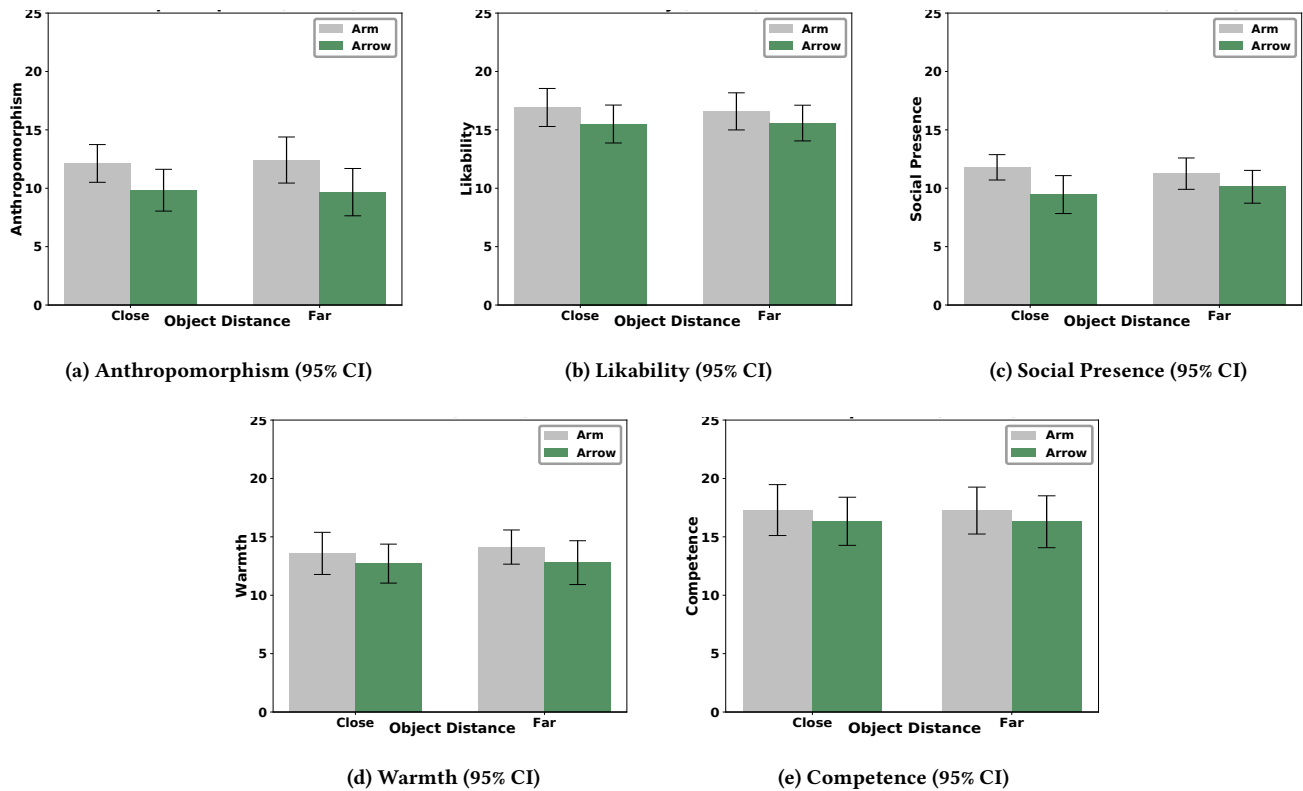 25
20
15
10
5
0
Anthropomorphism
Arm
Arrow
Close
Far
Object Distance
(a) Anthropomorphism (95% CI)
25
20
15
10
5
0
Likability
Arm
Arrow
Close
Far
Object Distance
(b) Likability (95% CI)
25
20
15
10
5
0
Social Presence
Arm
Arrow
Close
Far
Object Distance
(c) Social Presence (95% CI)
25
20
15
10
5
0
Warmth
Arm
Arrow
Close
Far
Object Distance
(d) Warmth (95% CI)
25
20
15
10
5
0
Competence
Arm
Arrow
Close
Far
Object Distance
(e) Competence (95% CI)